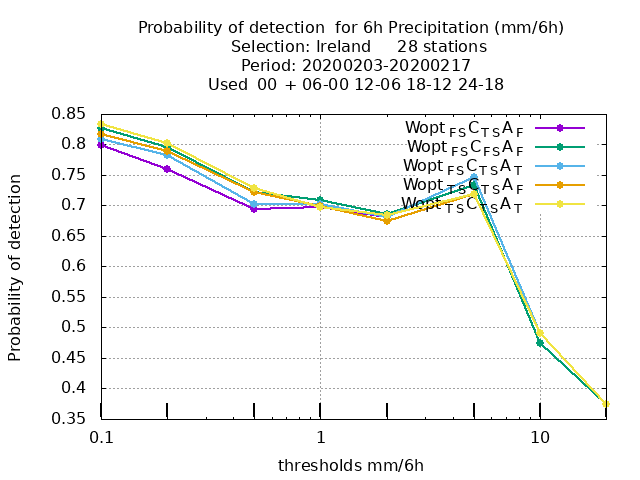 Probability of detection  for 6h Precipitation (mm/6h)
Selection: Ireland     28 stations
Period: 20200203-20200217
Used  00 + 06-00 12-06 18-12 24-18
Wopt FS C TS A F
Wopt FS C FS A F
Wopt FS C TS A T
Wopt TS C TS A F
Wopt TS C TS A T
Probability of detection
0.85
0.8
0.75
0.7
0.65
0.6
0.55
0.5
0.45
0.4
0.35
0.1 1 10
thresholds mm/6h